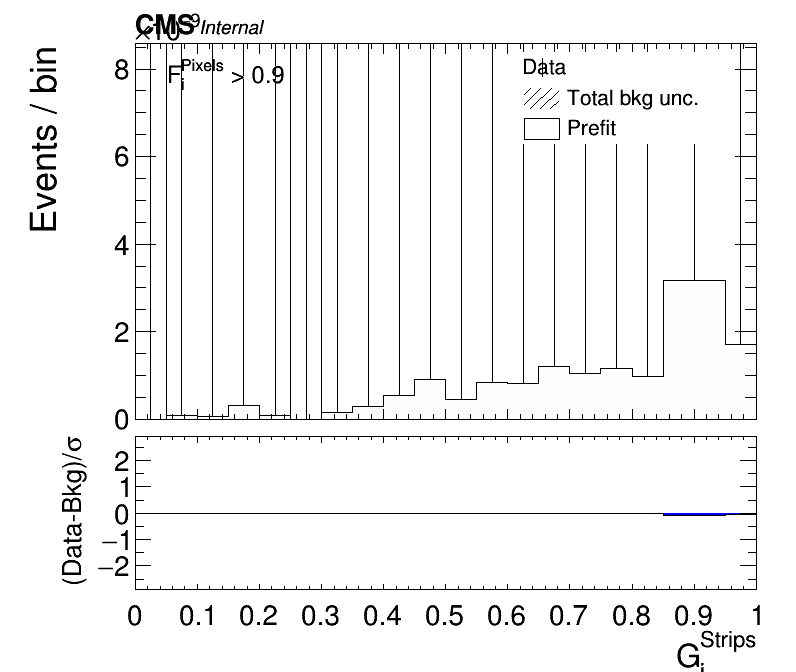 CMS Internal
×10⁹
F_i^Pixels > 0.9
Data
Total bkg unc.
Prefit
Events / bin
8
6
4
2
0
(Data-Bkg)/σ
2
1
0
−1
−2
0 0.1 0.2 0.3 0.4 0.5 0.6 0.7 0.8 0.9 1
G_i^Strips